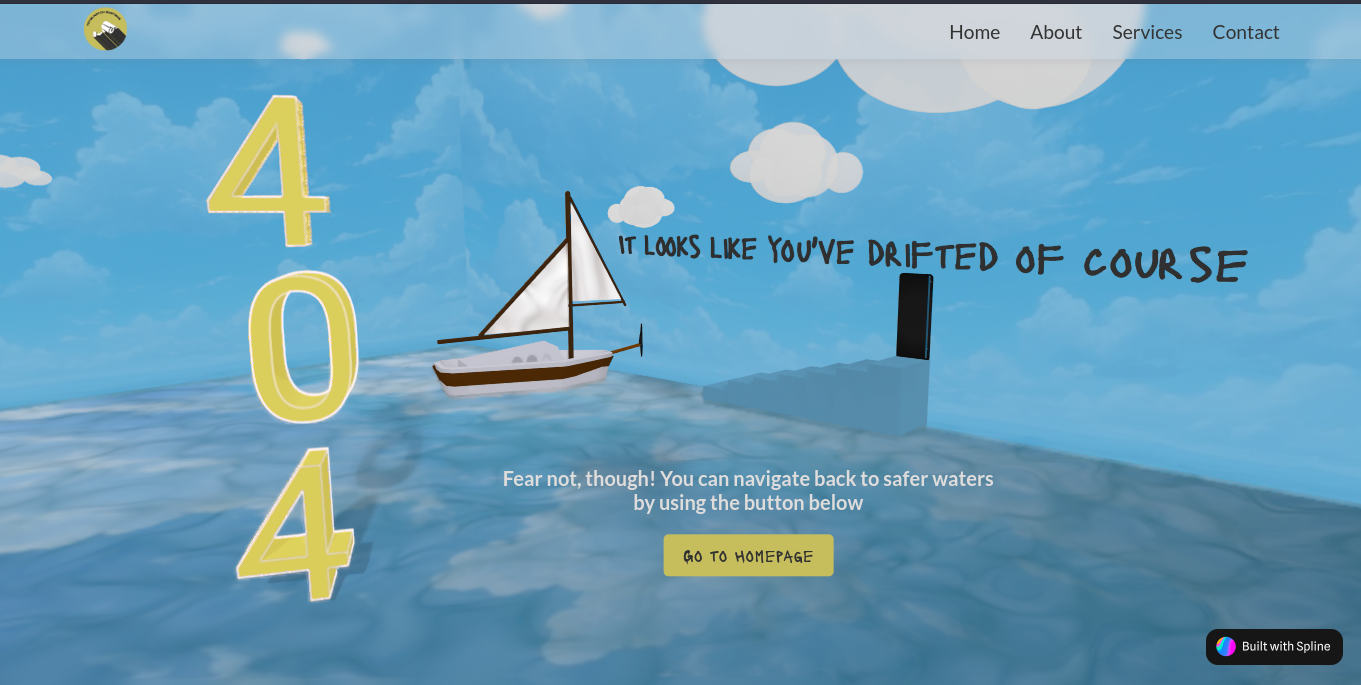 Home About Services Contact
4
0
4
IT LOOKS LIKE YOU'VE DRIFTED OF COURSE
Fear not, though! You can navigate back to safer waters
by using the button below
GO TO HOMEPAGE
Built with Spline